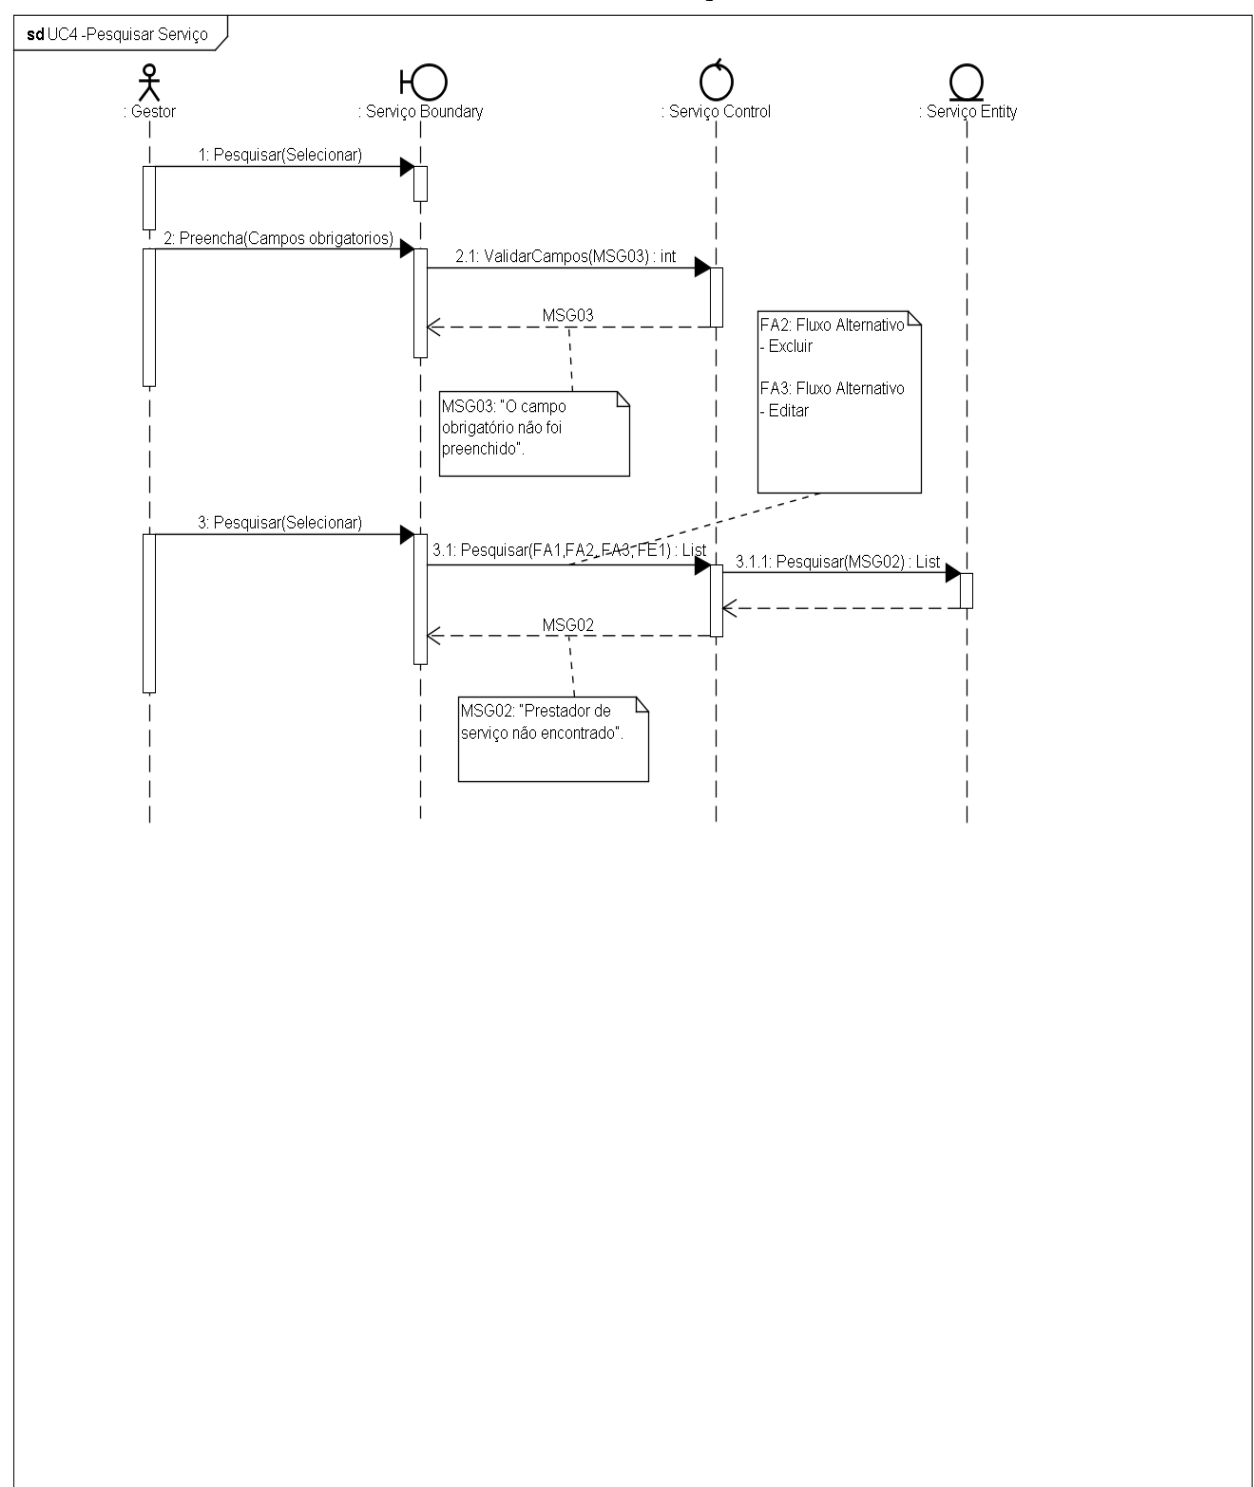 sd UC4 -Pesquisar Serviço
: Gestor
: Serviço Boundary
: Serviço Control
: Serviço Entity
1: Pesquisar(Selecionar)
2: Preencha(Campos obrigatorios)
2.1: ValidarCampos(MSG03) : int
MSG03
FA2: Fluxo Alternativo
- Excluir
FA3: Fluxo Alternativo
- Editar
MSG03: "O campo
obrigatório não foi
preenchido".
3: Pesquisar(Selecionar)
3.1: Pesquisar(FA1,FA2,FA3,FE1) : List
3.1.1: Pesquisar(MSG02) : List
MSG02
MSG02: "Prestador de
serviço não encontrado".